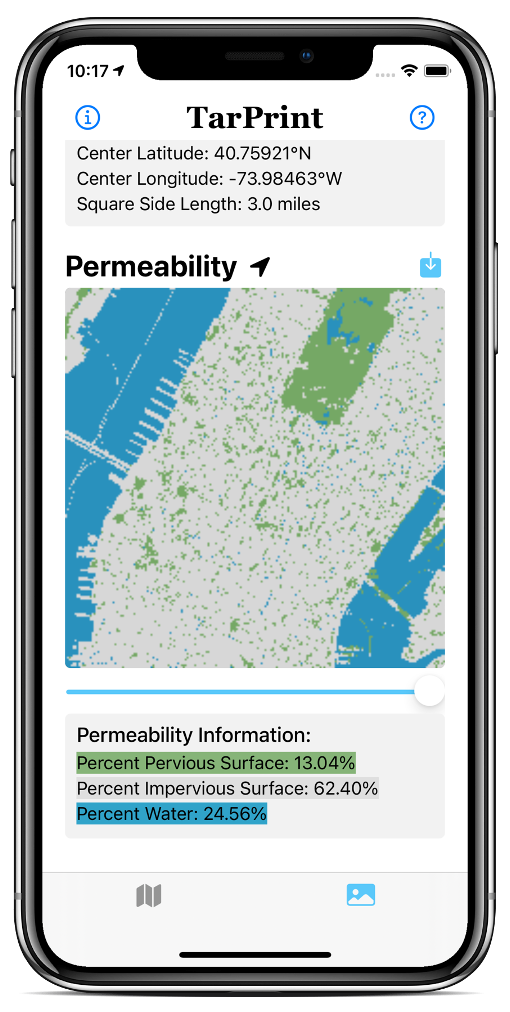 10:17
TarPrint
Center Latitude: 40.75921°N
Center Longitude: -73.98463°W
Square Side Length: 3.0 miles
Permeability
Permeability Information:
Percent Pervious Surface: 13.04%
Percent Impervious Surface: 62.40%
Percent Water: 24.56%